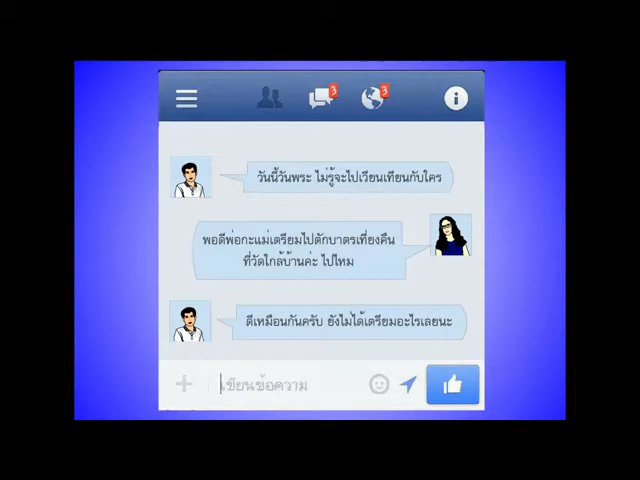 3
3
วันนี้วันพระ ไม่รู้จะไปเวียนเทียนกับใคร
พอดีพ่อกะแม่เตรียมไปตักบาตรเที่ยงคืน
ที่วัดใกล้บ้านค่ะ ไปไหม
ดีเหมือนกันครับ ยังไม่ได้เตรียมอะไรเลยนะ
เขียนข้อความ